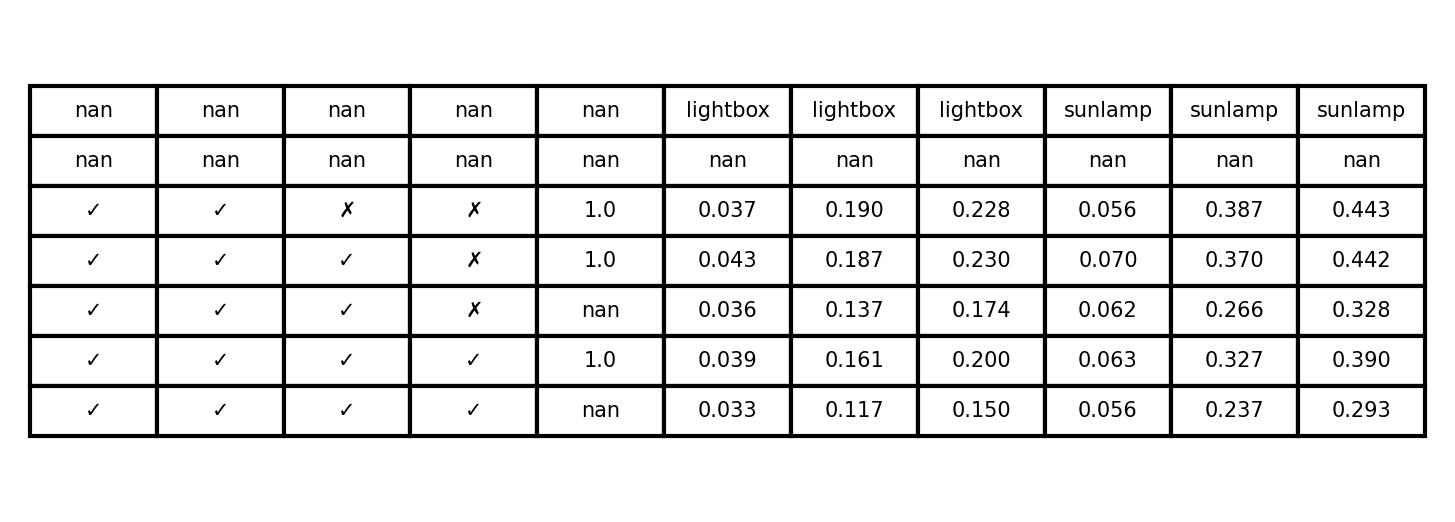 nan nan nan nan nan lightbox lightbox lightbox sunlamp sunlamp sunlamp
nan nan nan nan nan nan nan nan nan nan nan
✓ ✓ ✗ ✗ 1.0 0.037 0.190 0.228 0.056 0.387 0.443
✓ ✓ ✓ ✗ 1.0 0.043 0.187 0.230 0.070 0.370 0.442
✓ ✓ ✓ ✗ nan 0.036 0.137 0.174 0.062 0.266 0.328
✓ ✓ ✓ ✓ 1.0 0.039 0.161 0.200 0.063 0.327 0.390
✓ ✓ ✓ ✓ nan 0.033 0.117 0.150 0.056 0.237 0.293